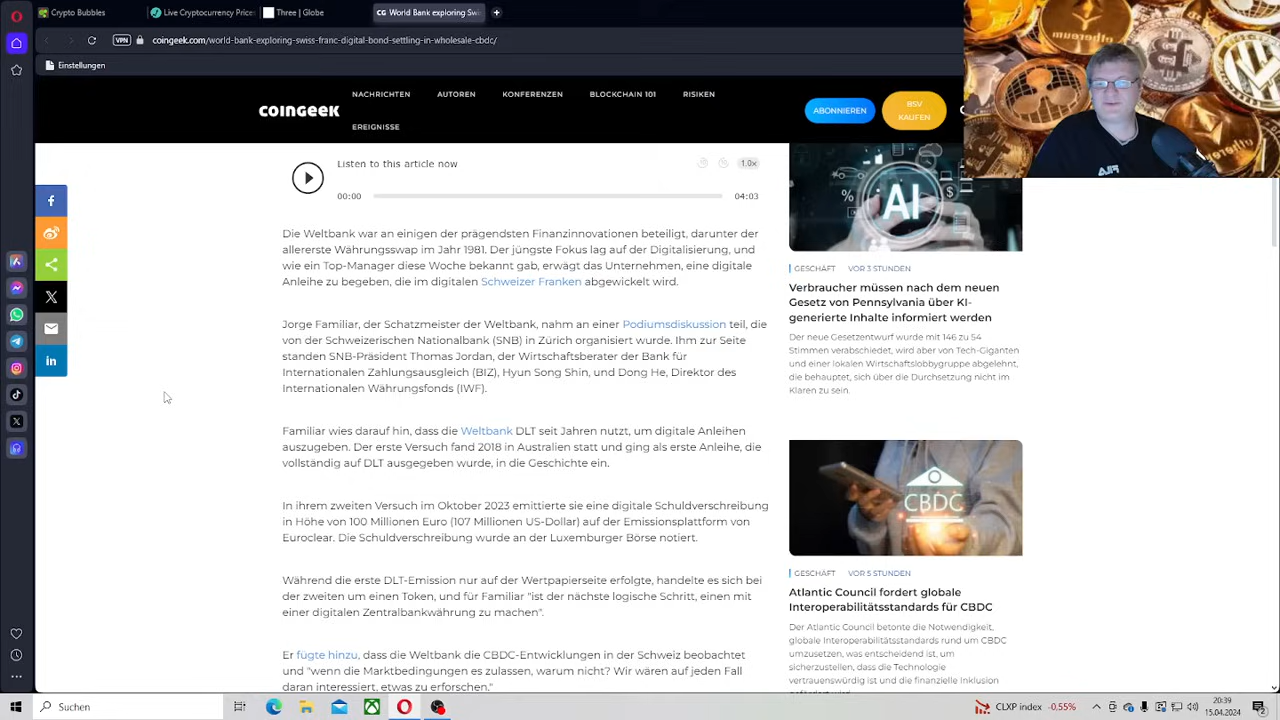 Crypto Bubbles
Live Cryptocurrency Price
Three | Globe
CG World Bank exploring Sw
VPN coingeek.com/world-bank-exploring-swiss-franc-digital-bond-settling-in-wholesale-cbdc/
Einstellungen
COINGEEK
NACHRICHTEN AUTOREN KONFERENZEN BLOCKCHAIN 101 RISIKEN
EREIGNISSE
ABONNIEREN
BSV
KAUFEN
Listen to this article now
1.0x
00:00 04:03
Die Weltbank war an einigen der prägendsten Finanzinnovationen beteiligt, darunter der
allererste Währungsswap im Jahr 1981. Der jüngste Fokus lag auf der Digitalisierung, und
wie ein Top-Manager diese Woche bekannt gab, erwägt das Unternehmen, eine digitale
Anleihe zu begeben, die im digitalen Schweizer Franken abgewickelt wird.
Jorge Familiar, der Schatzmeister der Weltbank, nahm an einer Podiumsdiskussion teil, die
von der Schweizerischen Nationalbank (SNB) in Zürich organisiert wurde. Ihm zur Seite
standen SNB-Präsident Thomas Jordan, der Wirtschaftsberater der Bank für
Internationalen Zahlungsausgleich (BIZ), Hyun Song Shin, und Dong He, Direktor des
Internationalen Währungsfonds (IWF).
Familiar wies darauf hin, dass die Weltbank DLT seit Jahren nutzt, um digitale Anleihen
auszugeben. Der erste Versuch fand 2018 in Australien statt und ging als erste Anleihe, die
vollständig auf DLT ausgegeben wurde, in die Geschichte ein.
In ihrem zweiten Versuch im Oktober 2023 emittierte sie eine digitale Schuldverschreibung
in Höhe von 100 Millionen Euro (107 Millionen US-Dollar) auf der Emissionsplattform von
Euroclear. Die Schuldverschreibung wurde an der Luxemburger Börse notiert.
Während die erste DLT-Emission nur auf der Wertpapierseite erfolgte, handelte es sich bei
der zweiten um einen Token, und für Familiar "ist der nächste logische Schritt, einen mit
einer digitalen Zentralbankwährung zu machen".
Er fügte hinzu, dass die Weltbank die CBDC-Entwicklungen in der Schweiz beobachtet
und "wenn die Marktbedingungen es zulassen, warum nicht? Wir wären auf jeden Fall
daran interessiert, etwas zu erforschen."
AI
GESCHÄFT VOR 3 STUNDEN
Verbraucher müssen nach dem neuen
Gesetz von Pennsylvania über KI-
generierte Inhalte informiert werden
Der neue Gesetzentwurf wurde mit 146 zu 54
Stimmen verabschiedet, wird aber von Tech-Giganten
und einer lokalen Wirtschaftslobbygruppe abgelehnt,
die behauptet, sich über die Durchsetzung nicht im
Klaren zu sein.
CBDC
GESCHÄFT VOR 5 STUNDEN
Atlantic Council fordert globale
Interoperabilitätsstandards für CBDC
Der Atlantic Council betonte die Notwendigkeit,
globale Interoperabilitätsstandards rund um CBDC
umzusetzen, was entscheidend ist, um
sicherzustellen, dass die Technologie
vertrauenswürdig ist und die finanzielle Inklusion
Suchen
CLXP index -0,55%
20:39
15.04.2024
2